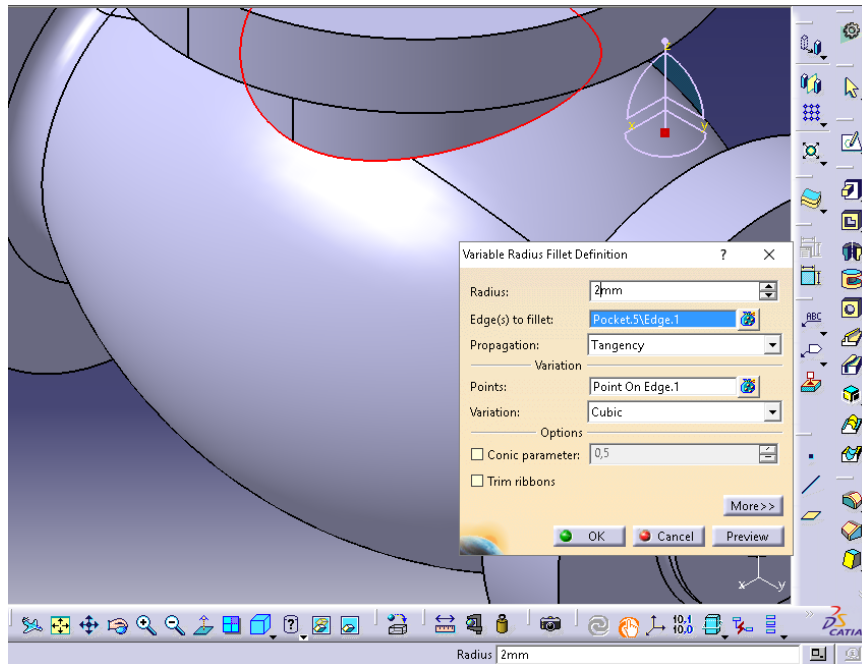 z
x
y
Variable Radius Fillet Definition ? ×
Radius: 2mm
Edge(s) to fillet: Pocket.5\Edge.1
Propagation: Tangency
Variation
Points: Point On Edge.1
Variation: Cubic
Options
Conic parameter: 0,5
Trim ribbons
More>>
OK Cancel Preview
ABC
x y
10.1
10,0
DS
CATIA
Radius 2mm